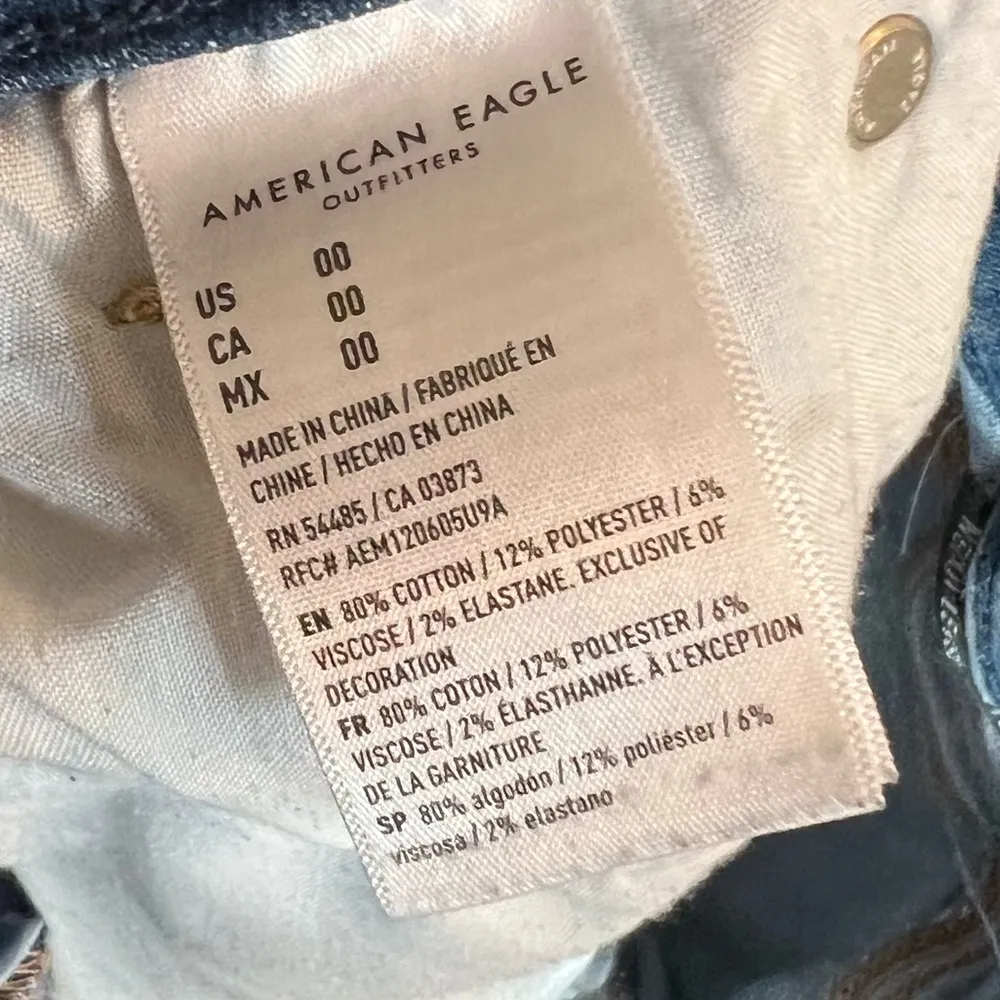 AMERICAN EAGLE
OUTFITTERS
US 00
CA 00
MX 00
MADE IN CHINA / FABRIQUÉ EN
CHINE / HECHO EN CHINA
RN 54485 / CA 03873
RFC# AEM120605U9A
EN 80% COTTON / 12% POLYESTER / 6%
VISCOSE / 2% ELASTANE. EXCLUSIVE OF
DECORATION
FR 80% COTON / 12% POLYESTER / 6%
VISCOSE / 2% ÉLASTHANNE. À L'EXCEPTION
DE LA GARNITURE
SP 80% algodón / 12% poliéster / 6%
viscosa / 2% elastano